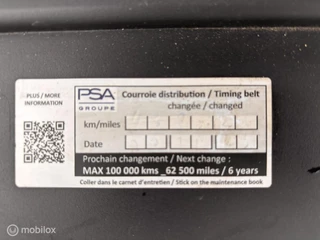 PLUS / MORE
INFORMATION
PSA
GROUPE
Courroie distribution / Timing belt
changée / changed
km/miles
Date
Prochain changement / Next change :
MAX 100 000 kms _62 500 miles / 6 years
Coller dans le carnet d'entretien / Stick on the maintenance book
mobilox